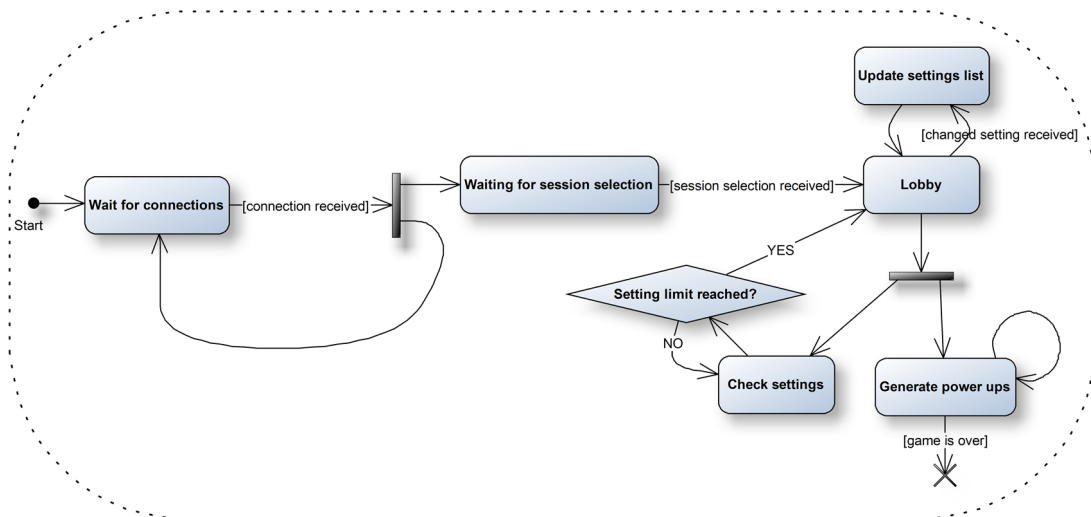 Update settings list
[changed setting received]
Wait for connections
[connection received]
Waiting for session selection
[session selection received]
Lobby
Start
YES
Setting limit reached?
NO
Check settings
Generate power ups
[game is over]